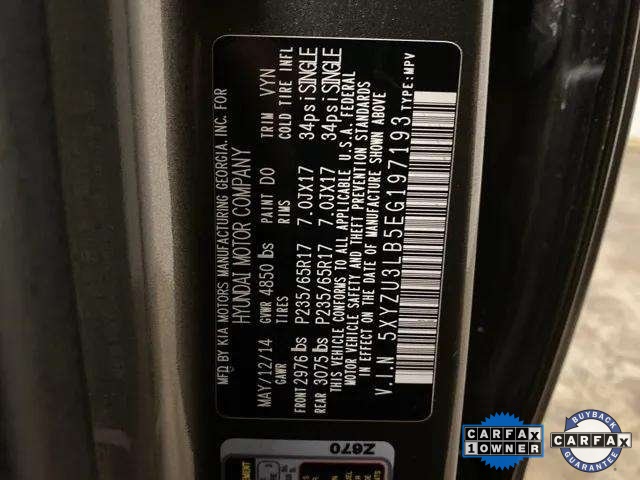 MFD BY KIA MOTORS MANUFACTURING GEORGIA, INC. FOR
HYUNDAI MOTOR COMPANY
MAY/12/14 GVWR 4850 lbs PAINT D0 TRIM VYN
GAWR TIRES RIMS COLD TIRE INFL
FRONT 2976 lbs P235/65R17 7.0JX17 34psi SINGLE
REAR 3075 lbs P235/65R17 7.0JX17 34psi SINGLE
THIS VEHICLE CONFORMS TO ALL APPLICABLE U.S.A. FEDERAL
MOTOR VEHICLE SAFETY AND THEFT PREVENTION STANDARDS
IN EFFECT ON THE DATE OF MANUFACTURE SHOWN ABOVE
V.I.N 5XYZU3LB5EG197193 TYPE:MPV
Z670
CARFAX
1 OWNER
BUYBACK
CARFAX
GUARANTEE